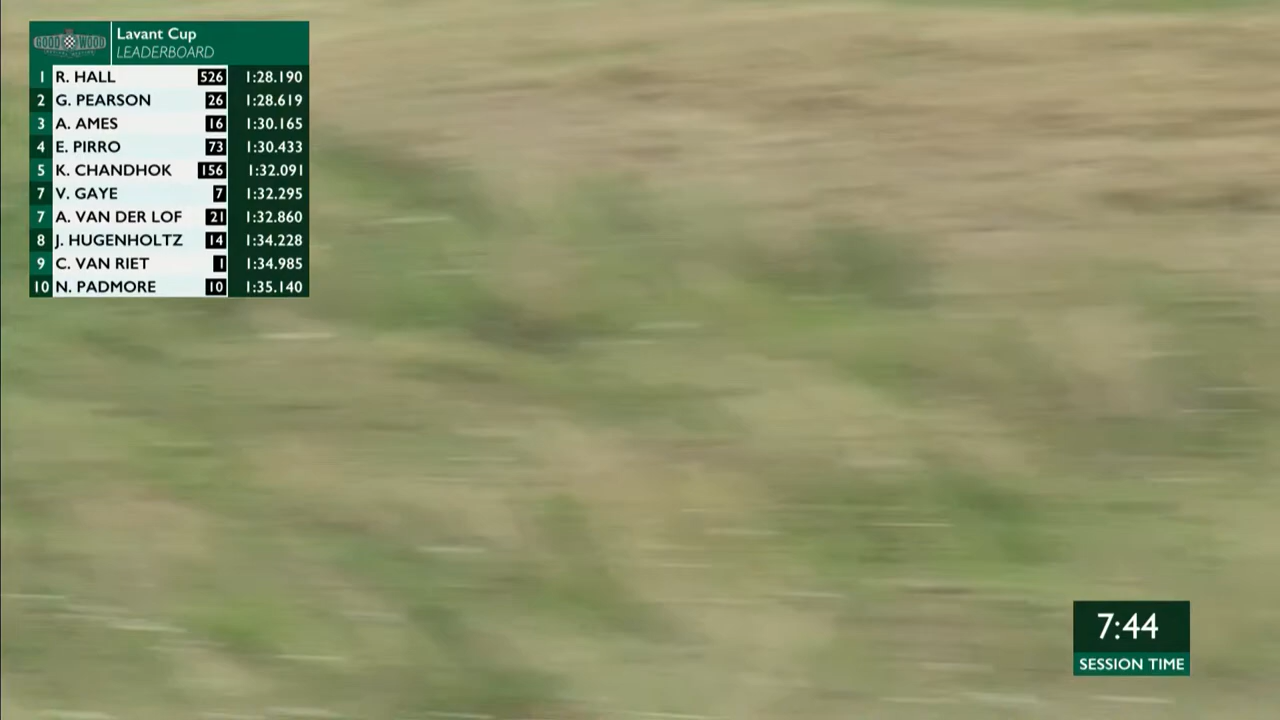 GOODWOOD
Lavant Cup
LEADERBOARD
1 R. HALL 526 1:28.190
2 G. PEARSON 26 1:28.619
3 A. AMES 16 1:30.165
4 E. PIRRO 73 1:30.433
5 K. CHANDHOK 156 1:32.091
7 V. GAYE 7 1:32.295
7 A. VAN DER LOF 21 1:32.860
8 J. HUGENHOLTZ 14 1:34.228
9 C. VAN RIET 1 1:34.985
10 N. PADMORE 10 1:35.140
7:44
SESSION TIME